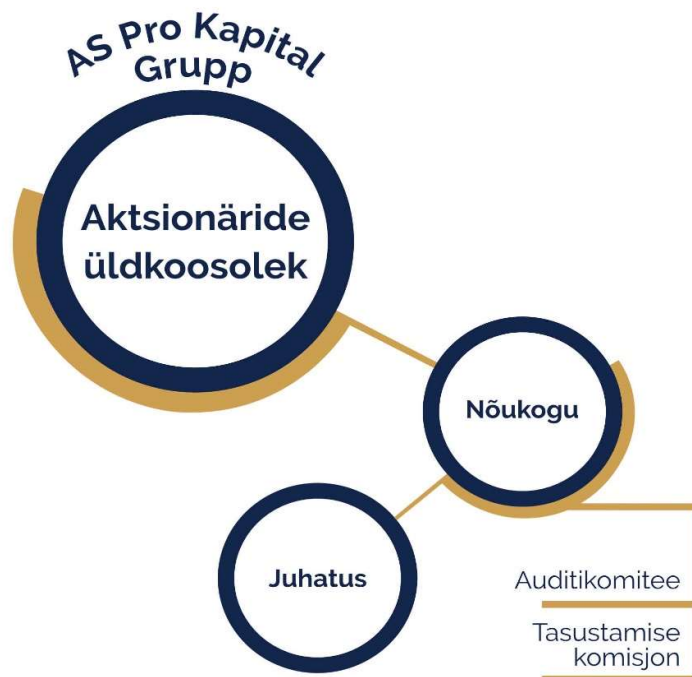 AS Pro Kapital
Grupp
Aktsionäride
üldkoosolek
Nõukogu
Juhatus
Auditikomitee
Tasustamise
komisjon